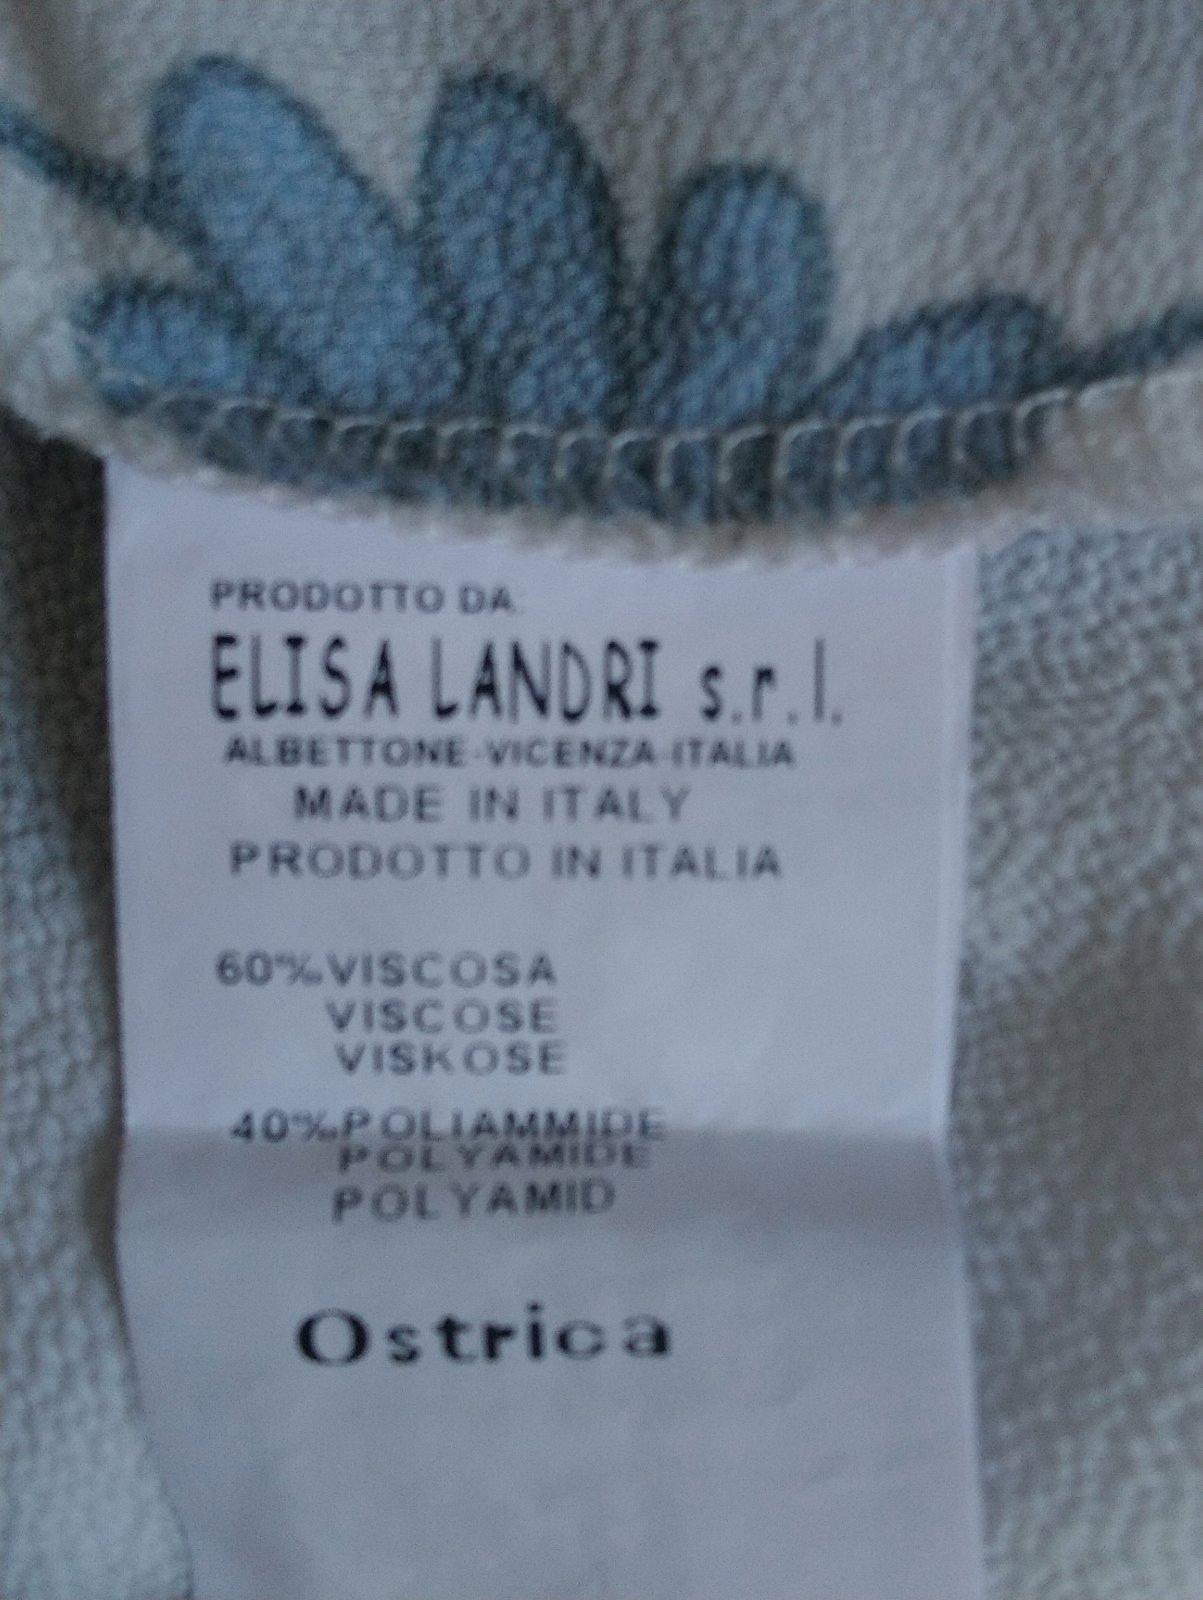 PRODOTTO DA:
ELISA LANDRI s.r.l.
ALBETTONE-VICENZA-ITALIA
MADE IN ITALY
PRODOTTO IN ITALIA
60%VISCOSA
VISCOSE
VISKOSE
40%POLIAMMIDE
POLYAMIDE
POLYAMID
Ostrica